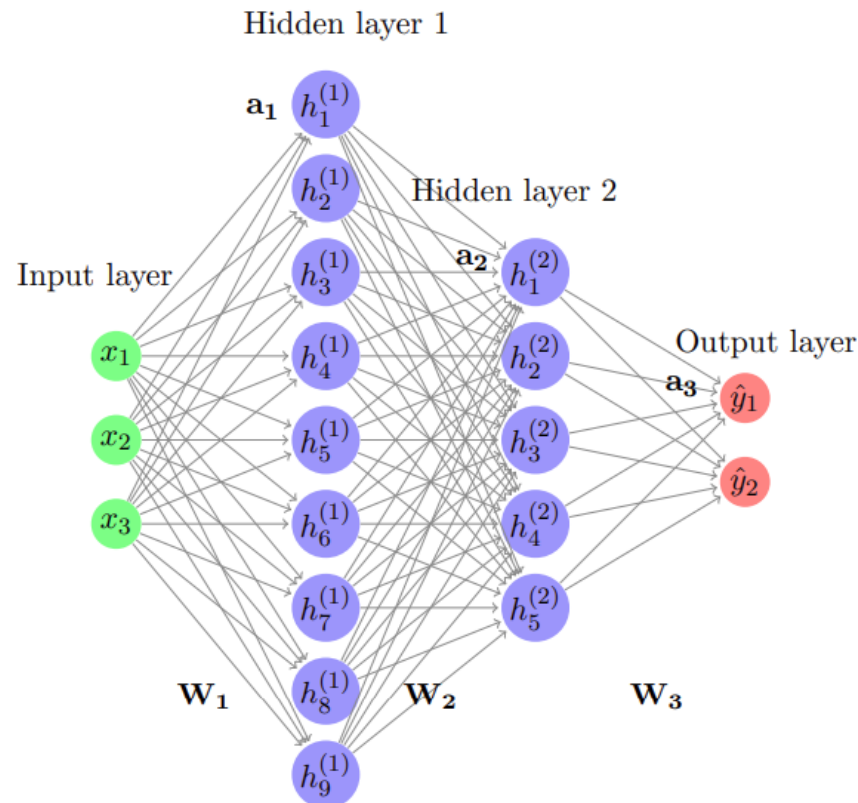 Hidden layer 1
a₁ h₁⁽¹⁾
h₂⁽¹⁾
Hidden layer 2
h₃⁽¹⁾
a₂ h₁⁽²⁾
Input layer
x₁
h₄⁽¹⁾
h₂⁽²⁾
Output layer
a₃ ŷ₁
x₂
h₅⁽¹⁾
h₃⁽²⁾
ŷ₂
x₃
h₆⁽¹⁾
h₄⁽²⁾
h₇⁽¹⁾
h₅⁽²⁾
W₁
h₈⁽¹⁾
W₂
W₃
h₉⁽¹⁾